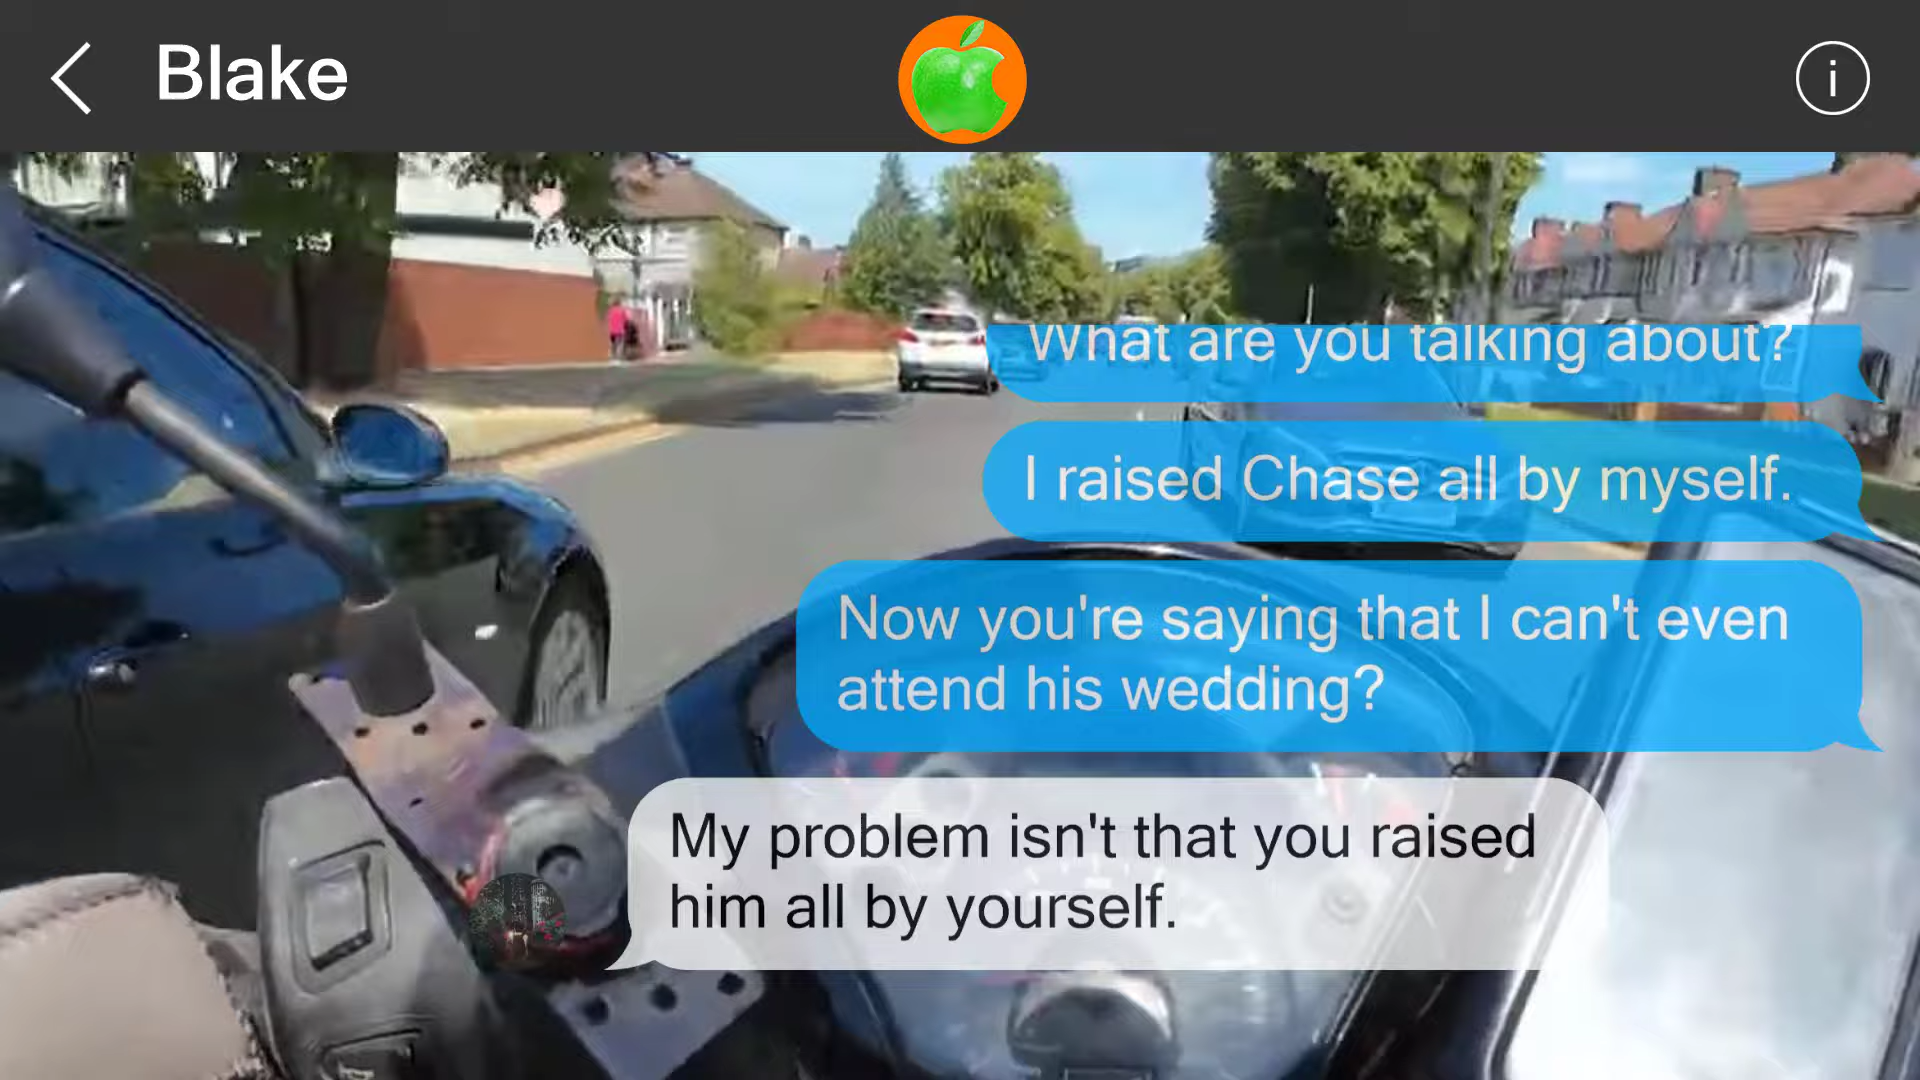 Blake
i
What are you talking about?
I raised Chase all by myself.
Now you're saying that I can't even
attend his wedding?
My problem isn't that you raised
him all by yourself.